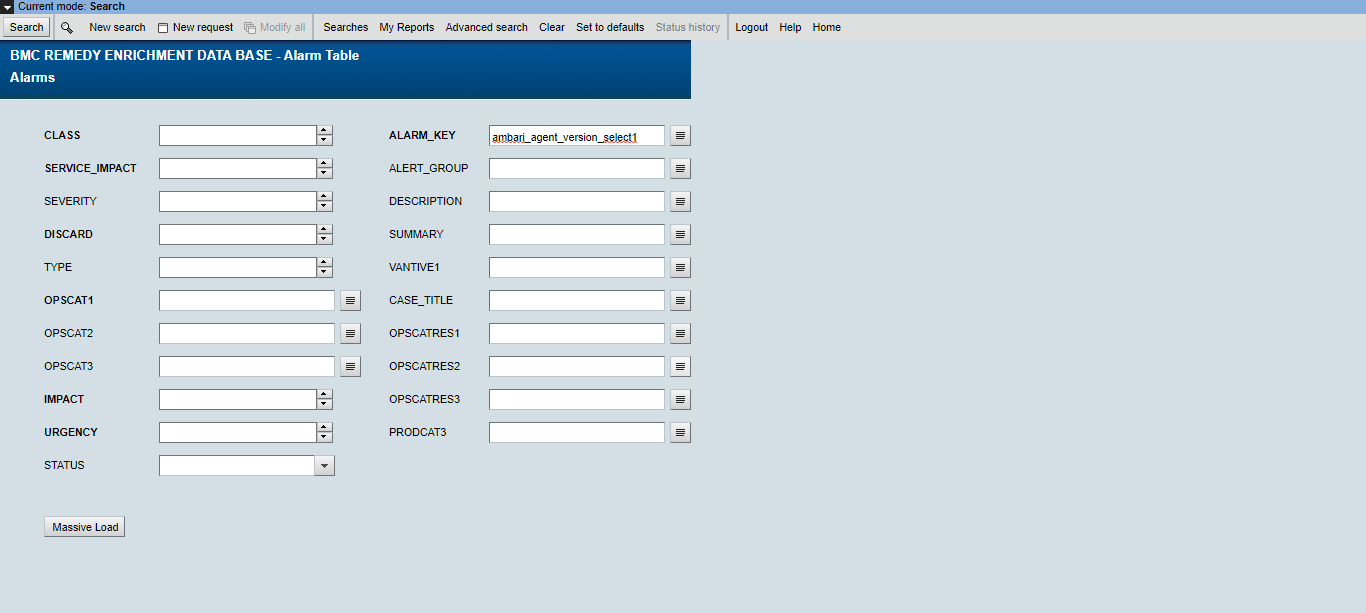 Current mode: Search
Search New search New request Modify all Searches My Reports Advanced search Clear Set to defaults Status history Logout Help Home
BMC REMEDY ENRICHMENT DATA BASE - Alarm Table
Alarms
CLASS ALARM_KEY ambari_agent_version_select1
SERVICE_IMPACT ALERT_GROUP
SEVERITY DESCRIPTION
DISCARD SUMMARY
TYPE VANTIVE1
OPSCAT1 CASE_TITLE
OPSCAT2 OPSCATRES1
OPSCAT3 OPSCATRES2
IMPACT OPSCATRES3
URGENCY PRODCAT3
STATUS
Massive Load